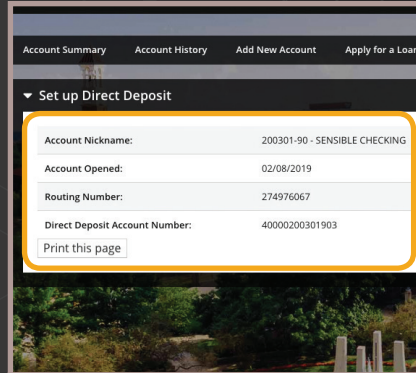 Account Summary Account History Add New Account Apply for a Loan
Set up Direct Deposit
Account Nickname: 200301-90 - SENSIBLE CHECKING
Account Opened: 02/08/2019
Routing Number: 274976067
Direct Deposit Account Number: 40000200301903
Print this page